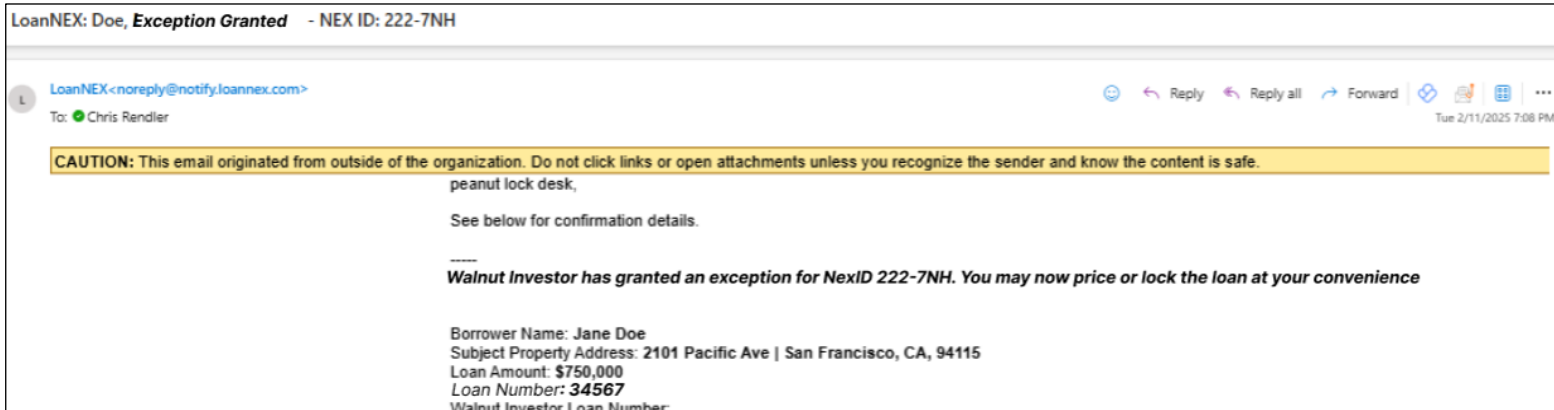 LoanNEX: Doe, Exception Granted - NEX ID: 222-7NH
L
LoanNEX<noreply@notify.loannex.com>
Reply Reply all Forward
To: Chris Rendler
Tue 2/11/2025 7:08 PM
CAUTION: This email originated from outside of the organization. Do not click links or open attachments unless you recognize the sender and know the content is safe.
peanut lock desk,
See below for confirmation details.
-----
Walnut Investor has granted an exception for NexID 222-7NH. You may now price or lock the loan at your convenience
Borrower Name: Jane Doe
Subject Property Address: 2101 Pacific Ave | San Francisco, CA, 94115
Loan Amount: $750,000
Loan Number: 34567
Walnut Investor Loan Number: